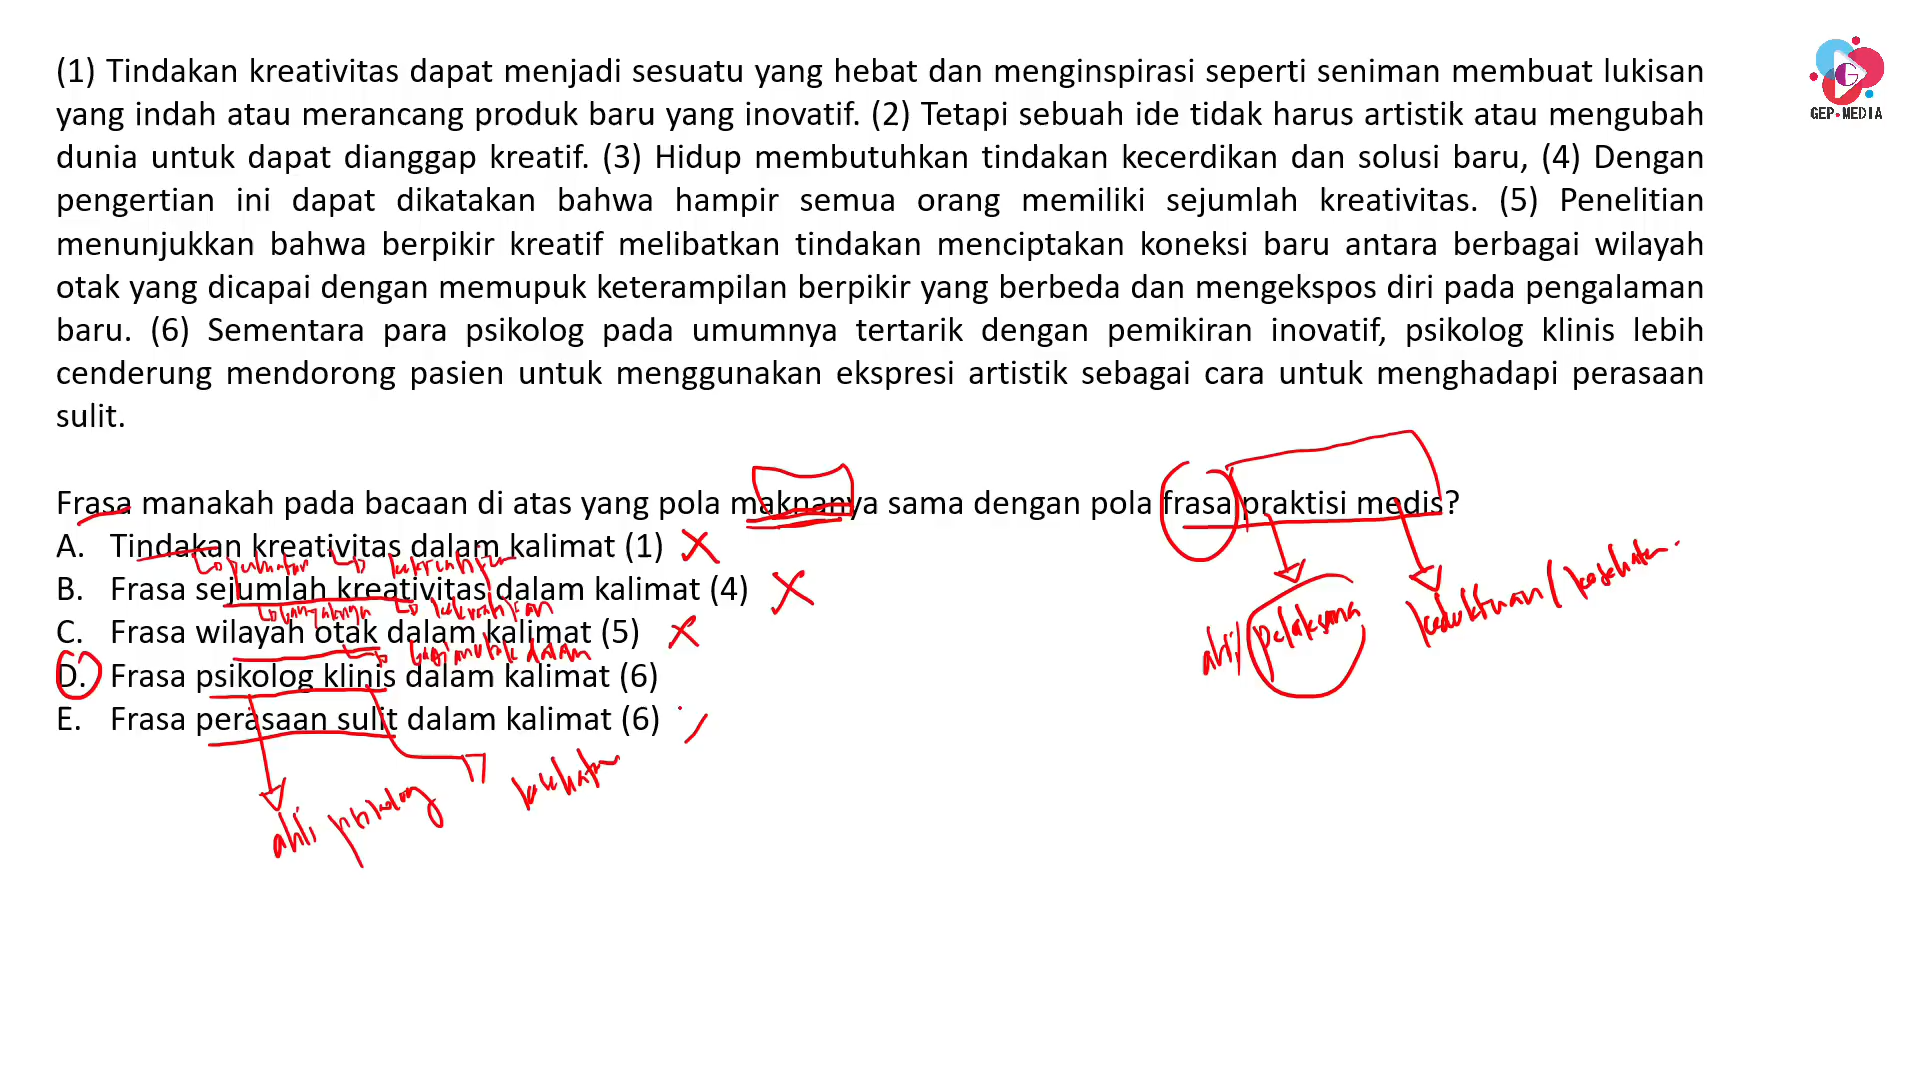 (1) Tindakan kreativitas dapat menjadi sesuatu yang hebat dan menginspirasi seperti seniman membuat lukisan
yang indah atau merancang produk baru yang inovatif. (2) Tetapi sebuah ide tidak harus artistik atau mengubah
dunia untuk dapat dianggap kreatif. (3) Hidup membutuhkan tindakan kecerdikan dan solusi baru, (4) Dengan
pengertian ini dapat dikatakan bahwa hampir semua orang memiliki sejumlah kreativitas. (5) Penelitian
menunjukkan bahwa berpikir kreatif melibatkan tindakan menciptakan koneksi baru antara berbagai wilayah
otak yang dicapai dengan memupuk keterampilan berpikir yang berbeda dan mengekspos diri pada pengalaman
baru. (6) Sementara para psikolog pada umumnya tertarik dengan pemikiran inovatif, psikolog klinis lebih
cenderung mendorong pasien untuk menggunakan ekspresi artistik sebagai cara untuk menghadapi perasaan
sulit.
GEP MEDIA
Frasa manakah pada bacaan di atas yang pola maknanya sama dengan pola frasa praktisi medis?
A. Tindakan kreativitas dalam kalimat (1)
B. Frasa sejumlah kreativitas dalam kalimat (4)
C. Frasa wilayah otak dalam kalimat (5)
D. Frasa psikolog klinis dalam kalimat (6)
E. Frasa perasaan sulit dalam kalimat (6)
ahli/pelaksana
kedokteran / kesehatan
ahli psikolog
kesehatan